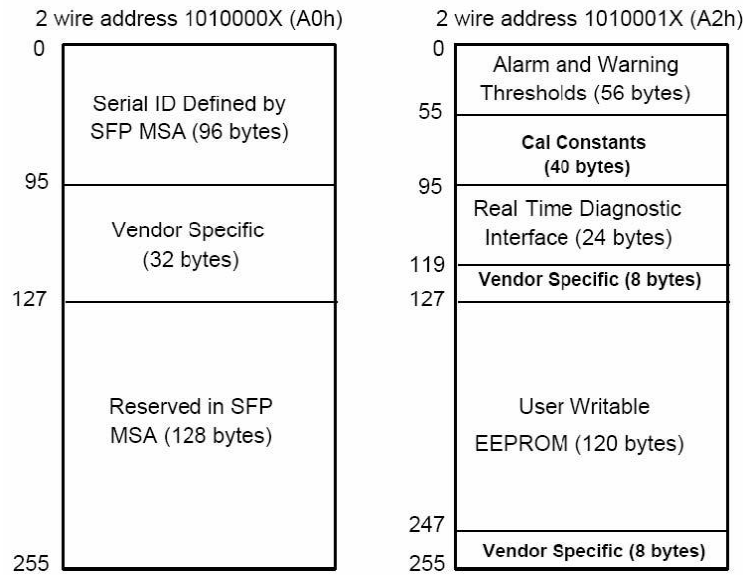 2 wire address 1010000X (A0h)
0
Serial ID Defined by
SFP MSA (96 bytes)
95
Vendor Specific
(32 bytes)
127
Reserved in SFP
MSA (128 bytes)
255
2 wire address 1010001X (A2h)
0
Alarm and Warning
Thresholds (56 bytes)
55
Cal Constants
(40 bytes)
95
Real Time Diagnostic
Interface (24 bytes)
119
Vendor Specific (8 bytes)
127
User Writable
EEPROM (120 bytes)
247
Vendor Specific (8 bytes)
255